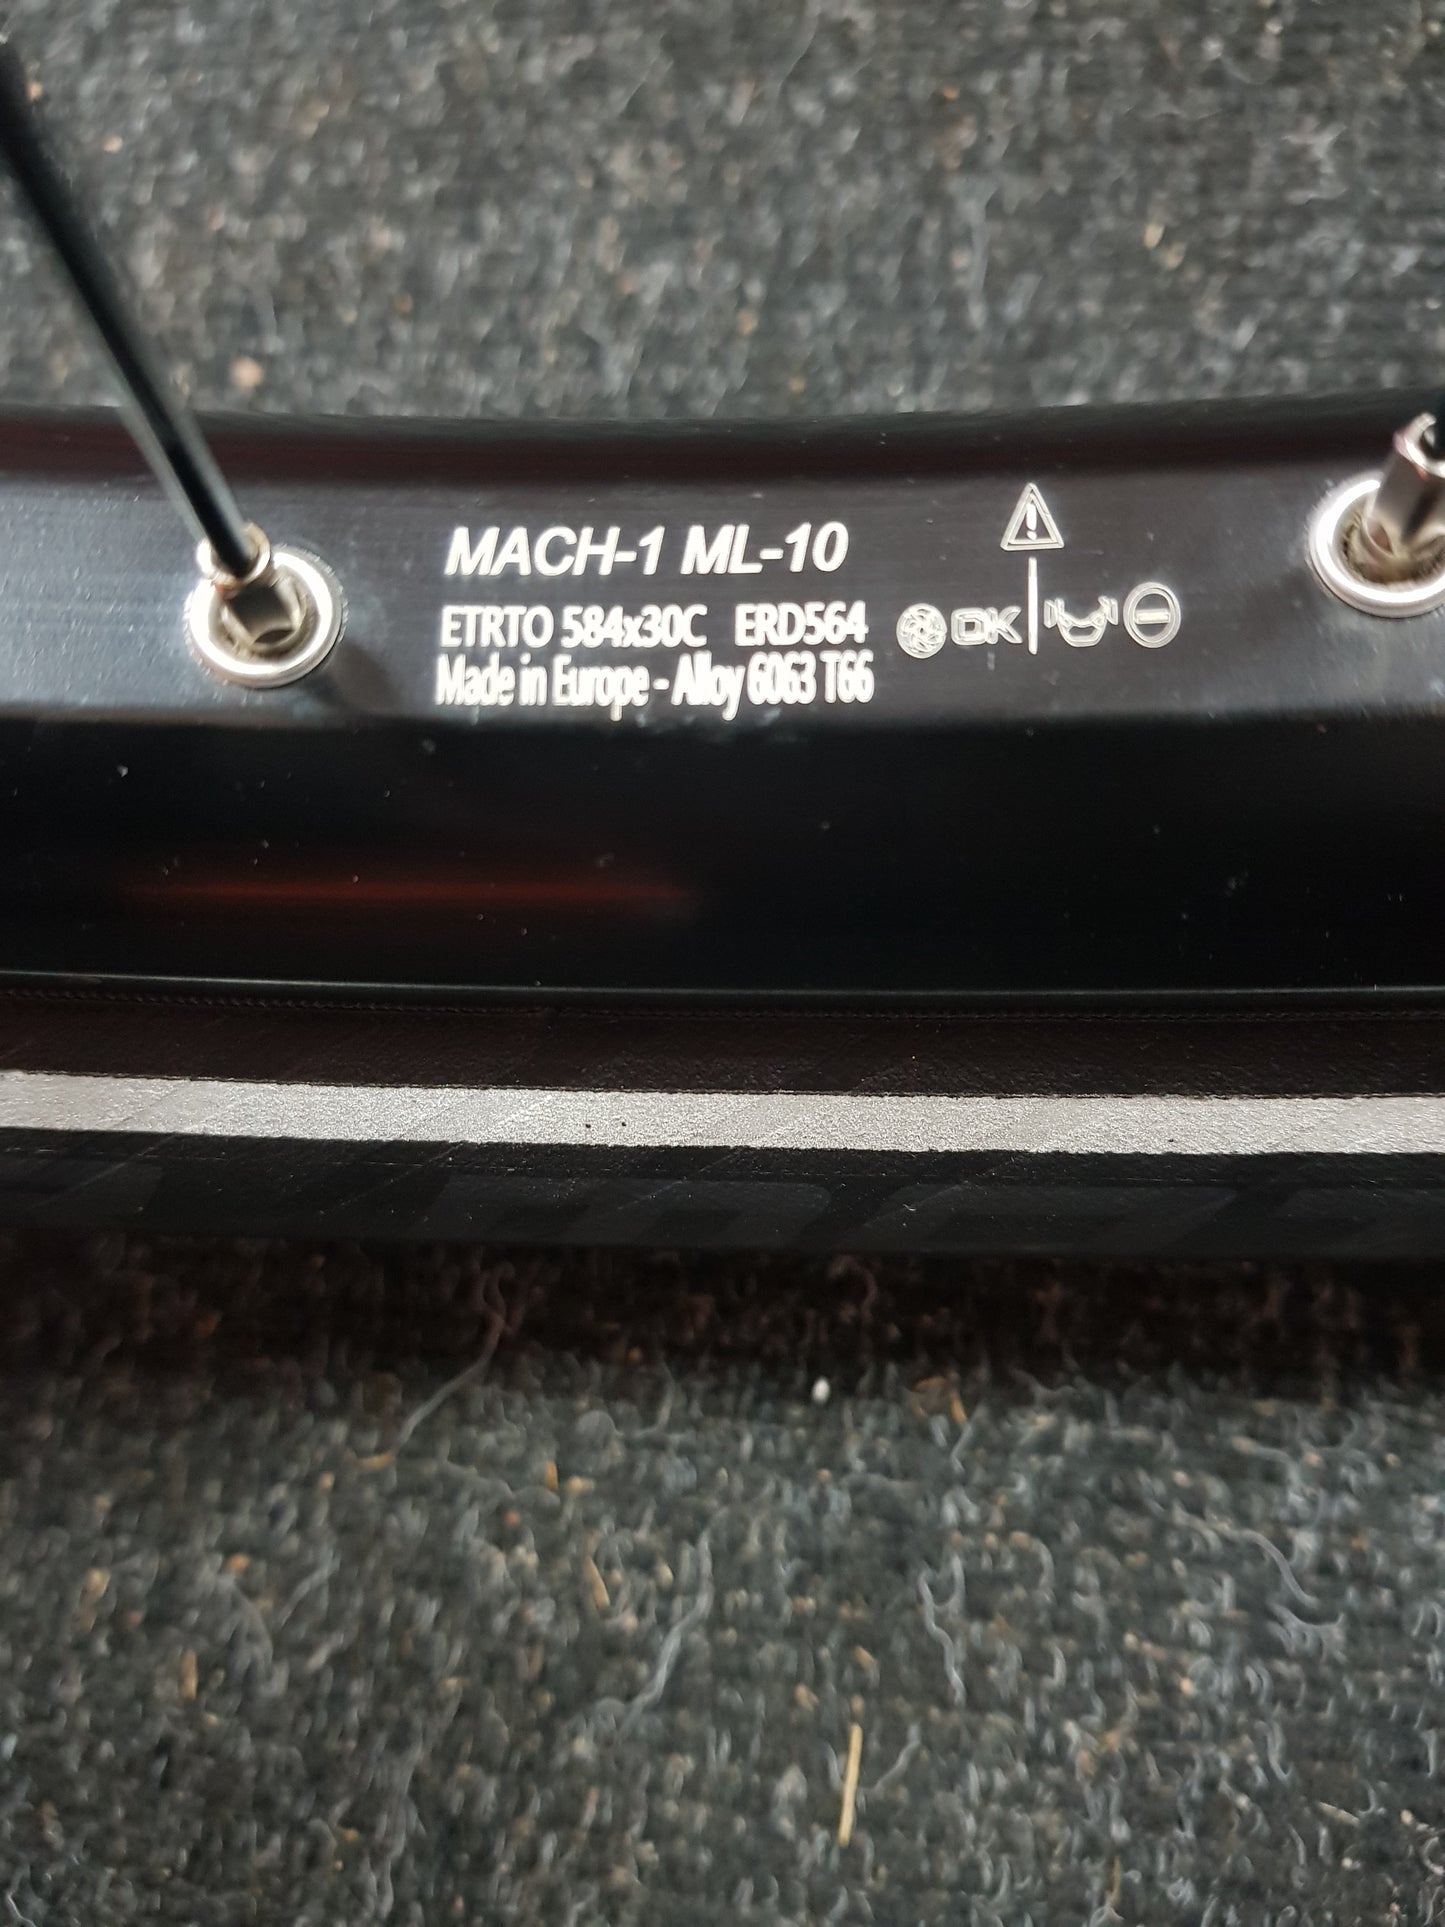 MACH-1 ML-10
ETRTO 584x30C ERD564
OK
Made in Europe - Alloy 6063 T66